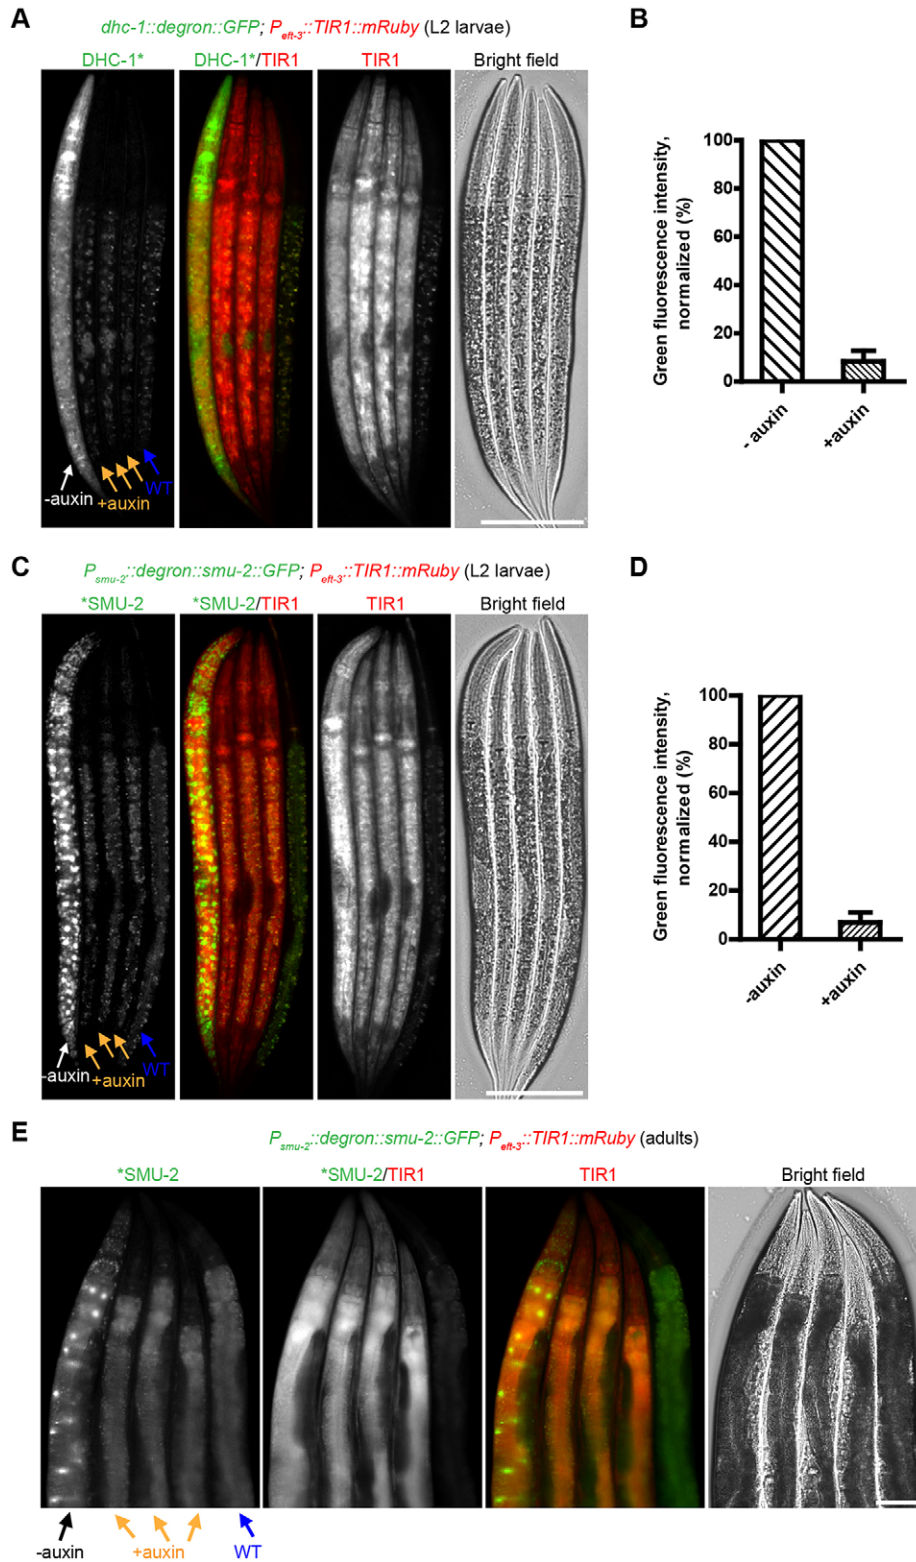 A
dhc-1::degron::GFP; Peft-3::TIR1::mRuby (L2 larvae)
DHC-1* DHC-1*/TIR1 TIR1 Bright field
-auxin +auxin WT
B
Green fluorescence intensity,
normalized (%)
100
80
60
40
20
0
- auxin +auxin
C
Psmu-2::degron::smu-2::GFP; Peft-3::TIR1::mRuby (L2 larvae)
*SMU-2 *SMU-2/TIR1 TIR1 Bright field
-auxin +auxin WT
D
Green fluorescence intensity,
normalized (%)
100
80
60
40
20
0
-auxin +auxin
E
Psmu-2::degron::smu-2::GFP; Peft-3::TIR1::mRuby (adults)
*SMU-2 *SMU-2/TIR1 TIR1 Bright field
-auxin +auxin WT